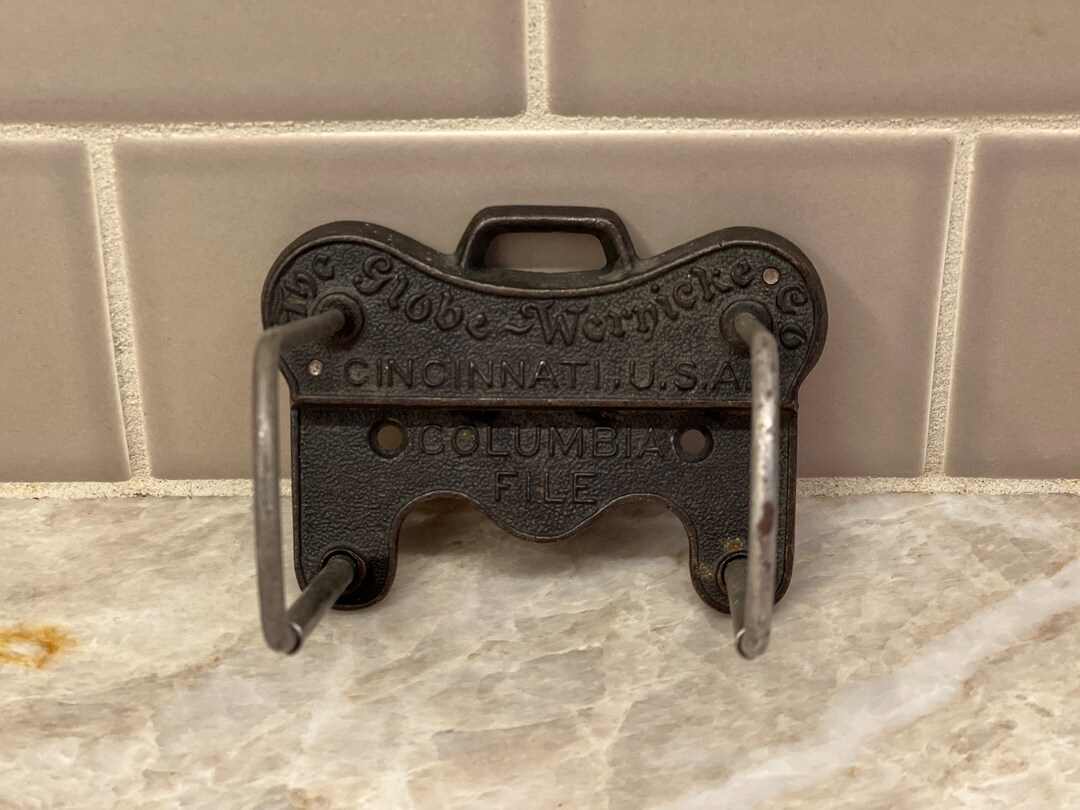 The Globe-Wernicke Co
CINCINNATI. U.S.A.
COLUMBIA
FILE